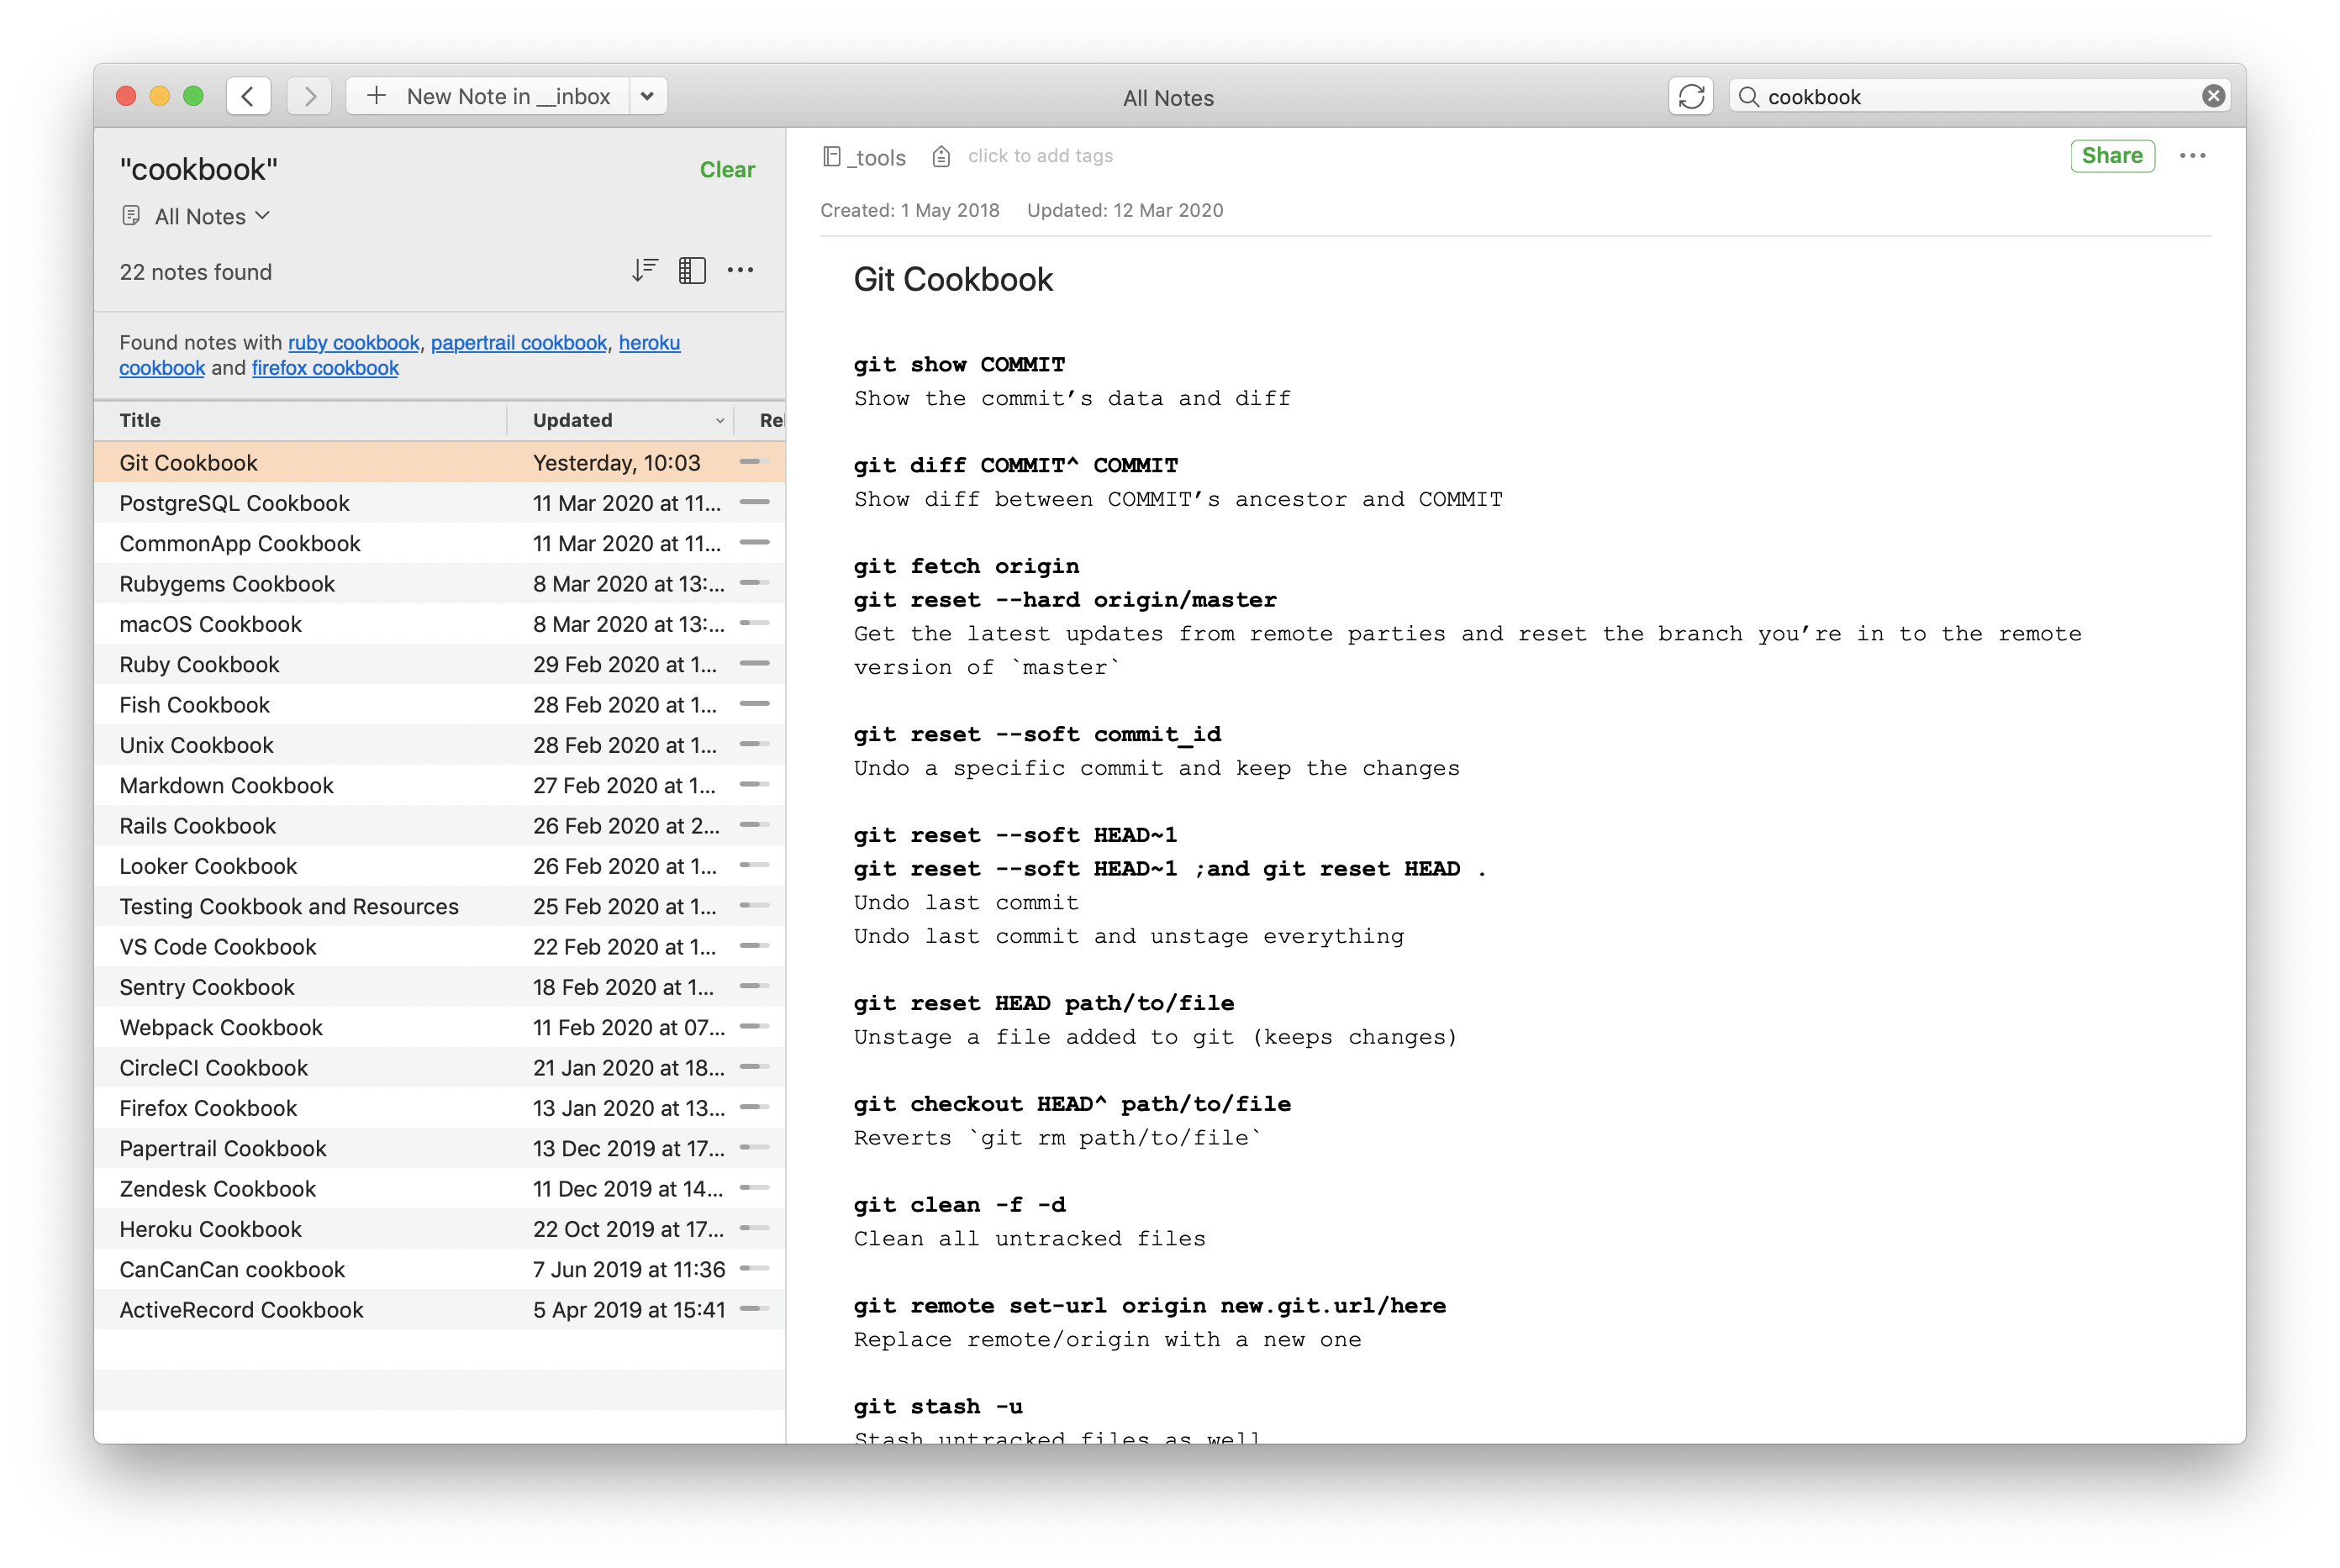 New Note in __inbox
All Notes
cookbook
"cookbook"
Clear
All Notes
22 notes found
Found notes with ruby cookbook, papertrail cookbook, heroku
cookbook and firefox cookbook
Title Updated Rel
Git Cookbook Yesterday, 10:03
PostgreSQL Cookbook 11 Mar 2020 at 11...
CommonApp Cookbook 11 Mar 2020 at 11...
Rubygems Cookbook 8 Mar 2020 at 13:...
macOS Cookbook 8 Mar 2020 at 13:...
Ruby Cookbook 29 Feb 2020 at 1...
Fish Cookbook 28 Feb 2020 at 1...
Unix Cookbook 28 Feb 2020 at 1...
Markdown Cookbook 27 Feb 2020 at 1...
Rails Cookbook 26 Feb 2020 at 2...
Looker Cookbook 26 Feb 2020 at 1...
Testing Cookbook and Resources 25 Feb 2020 at 1...
VS Code Cookbook 22 Feb 2020 at 1...
Sentry Cookbook 18 Feb 2020 at 1...
Webpack Cookbook 11 Feb 2020 at 07...
CircleCI Cookbook 21 Jan 2020 at 18...
Firefox Cookbook 13 Jan 2020 at 13...
Papertrail Cookbook 13 Dec 2019 at 17...
Zendesk Cookbook 11 Dec 2019 at 14...
Heroku Cookbook 22 Oct 2019 at 17...
CanCanCan cookbook 7 Jun 2019 at 11:36
ActiveRecord Cookbook 5 Apr 2019 at 15:41
_tools click to add tags
Share
Created: 1 May 2018 Updated: 12 Mar 2020
Git Cookbook
git show COMMIT
Show the commit’s data and diff
git diff COMMIT^ COMMIT
Show diff between COMMIT’s ancestor and COMMIT
git fetch origin
git reset --hard origin/master
Get the latest updates from remote parties and reset the branch you’re in to the remote
version of `master`
git reset --soft commit_id
Undo a specific commit and keep the changes
git reset --soft HEAD~1
git reset --soft HEAD~1 ;and git reset HEAD .
Undo last commit
Undo last commit and unstage everything
git reset HEAD path/to/file
Unstage a file added to git (keeps changes)
git checkout HEAD^ path/to/file
Reverts `git rm path/to/file`
git clean -f -d
Clean all untracked files
git remote set-url origin new.git.url/here
Replace remote/origin with a new one
git stash -u
Stash untracked files as well